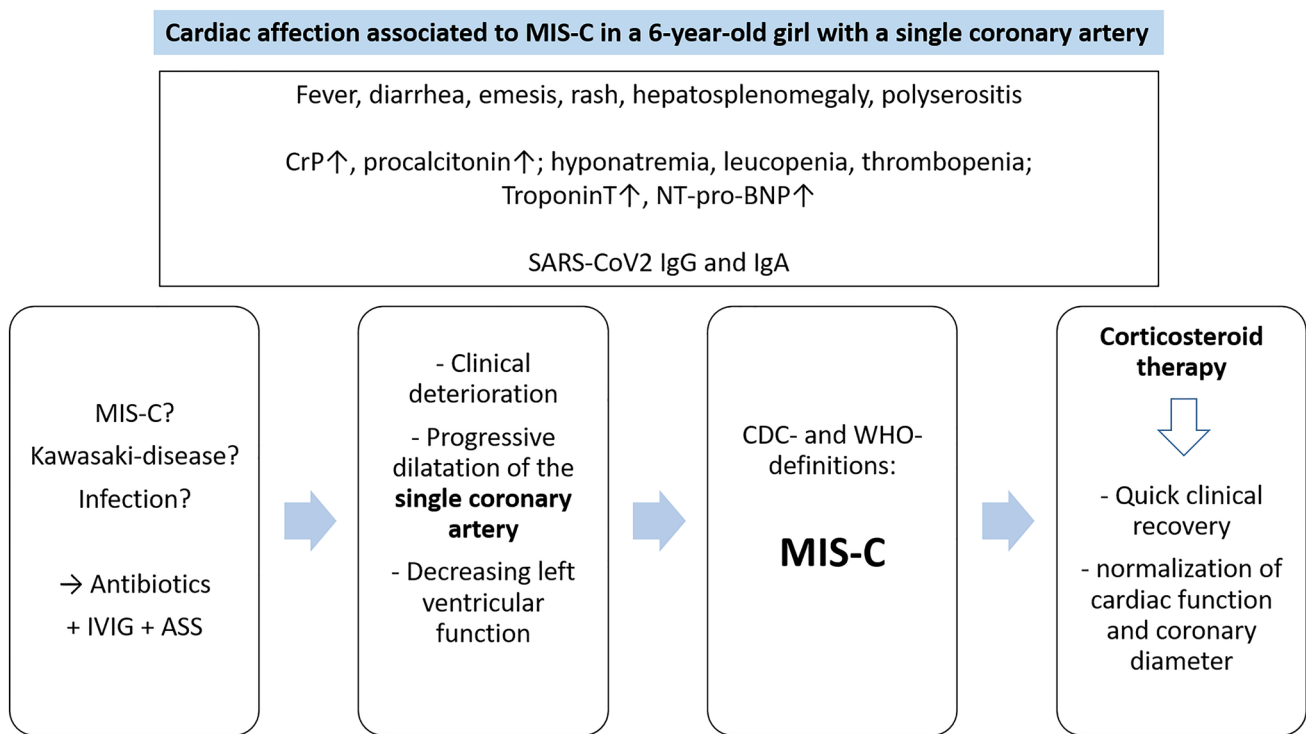 Cardiac affection associated to MIS-C in a 6-year-old girl with a single coronary artery
Fever, diarrhea, emesis, rash, hepatosplenomegaly, polyserositis
CrP↑, procalcitonin↑; hyponatremia, leucopenia, thrombopenia;
TroponinT↑, NT-pro-BNP↑
SARS-CoV2 IgG and IgA
MIS-C?
Kawasaki-disease?
Infection?
→ Antibiotics
+ IVIG + ASS
- Clinical
deterioration
- Progressive
dilatation of the
single coronary
artery
- Decreasing left
ventricular
function
CDC- and WHO-
definitions:
MIS-C
Corticosteroid
therapy
- Quick clinical
recovery
- normalization of
cardiac function
and coronary
diameter